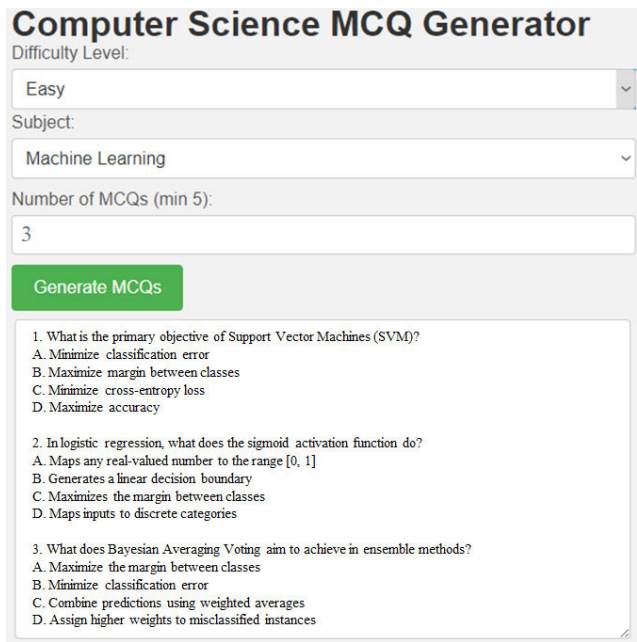 Computer Science MCQ Generator
Difficulty Level:
Easy
Subject:
Machine Learning
Number of MCQs (min 5):
3
Generate MCQs
1. What is the primary objective of Support Vector Machines (SVM)?
A. Minimize classification error
B. Maximize margin between classes
C. Minimize cross-entropy loss
D. Maximize accuracy
2. In logistic regression, what does the sigmoid activation function do?
A. Maps any real-valued number to the range [0, 1]
B. Generates a linear decision boundary
C. Maximizes the margin between classes
D. Maps inputs to discrete categories
3. What does Bayesian Averaging Voting aim to achieve in ensemble methods?
A. Maximize the margin between classes
B. Minimize classification error
C. Combine predictions using weighted averages
D. Assign higher weights to misclassified instances